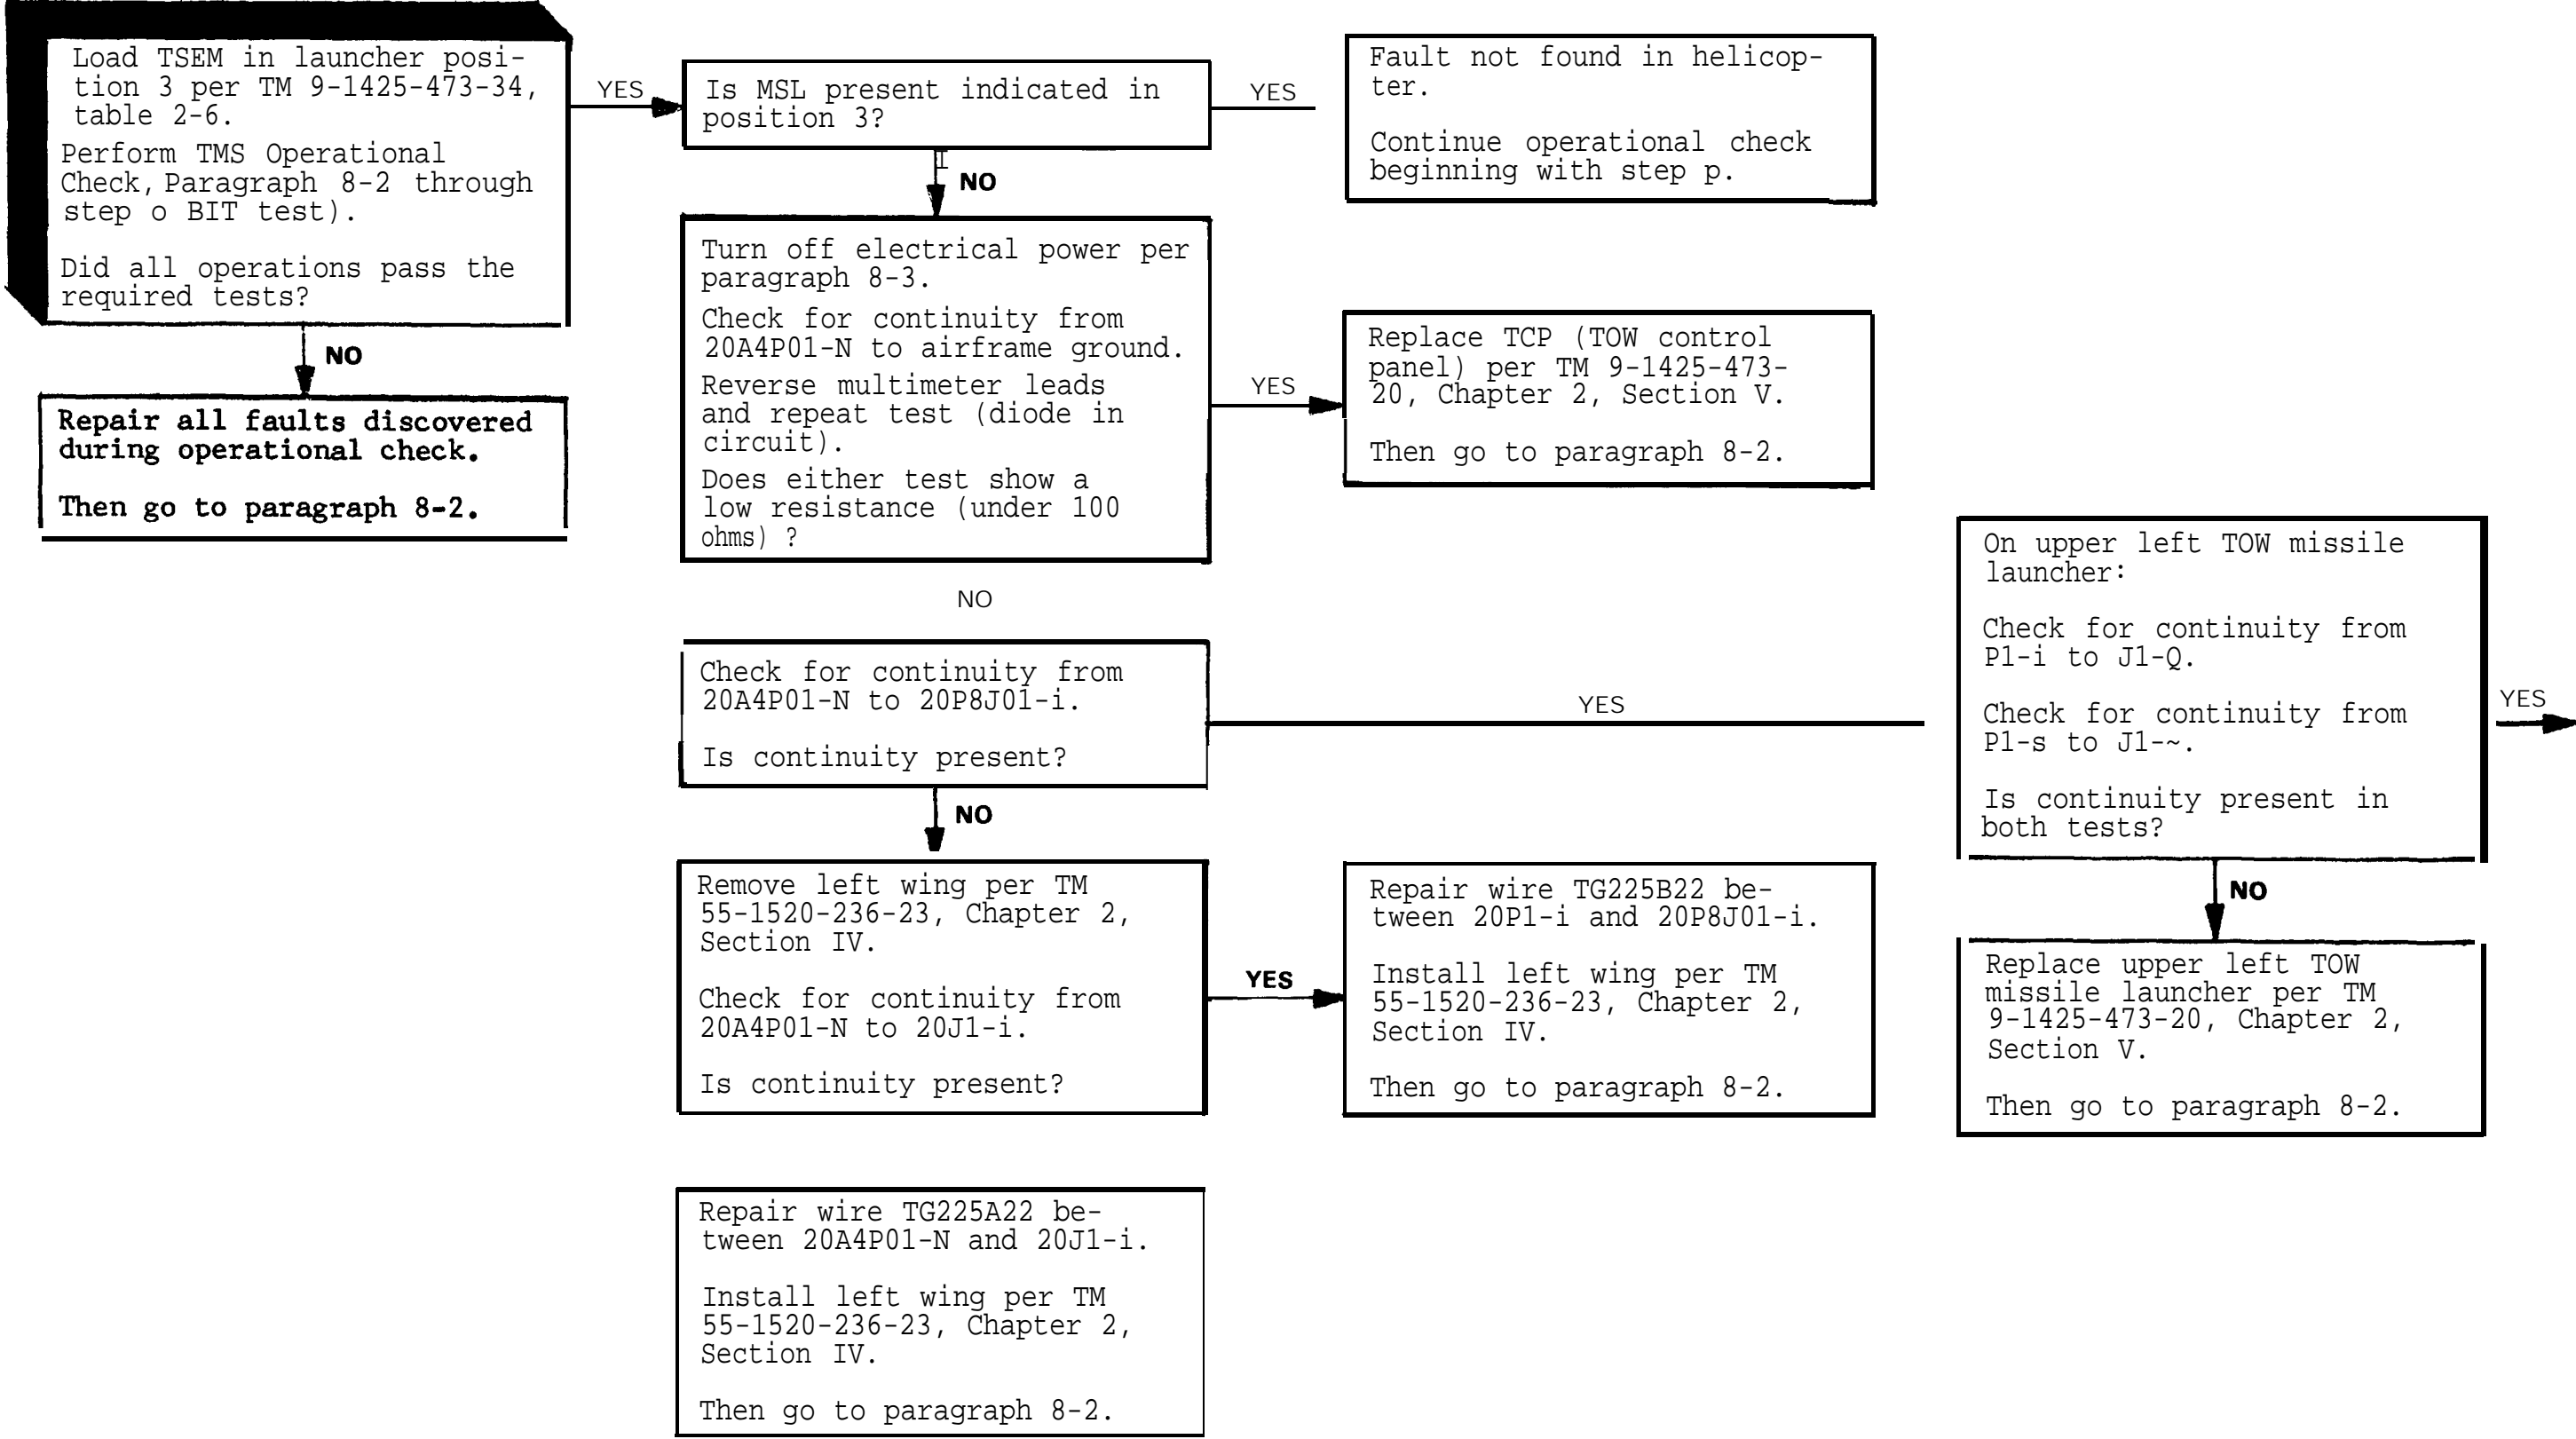 Load TSEM in launcher posi-
tion 3 per TM 9-1425-473-34,
table 2-6.
Perform TMS Operational
Check, Paragraph 8-2 through
step o BIT test).
Did all operations pass the
required tests?
YES
NO
Repair all faults discovered
during operational check.
Then go to paragraph 8-2.
Is MSL present indicated in
position 3?
YES
NO
Fault not found in helicop-
ter.
Continue operational check
beginning with step p.
Turn off electrical power per
paragraph 8-3.
Check for continuity from
20A4P01-N to airframe ground.
Reverse multimeter leads
and repeat test (diode in
circuit).
Does either test show a
low resistance (under 100
ohms) ?
YES
NO
Replace TCP (TOW control
panel) per TM 9-1425-473-
20, Chapter 2, Section V.
Then go to paragraph 8-2.
Check for continuity from
20A4P01-N to 20P8J01-i.
Is continuity present?
YES
NO
On upper left TOW missile
launcher:
Check for continuity from
P1-i to J1-Q.
Check for continuity from
P1-s to J1-~.
Is continuity present in
both tests?
YES
NO
Replace upper left TOW
missile launcher per TM
9-1425-473-20, Chapter 2,
Section V.
Then go to paragraph 8-2.
Remove left wing per TM
55-1520-236-23, Chapter 2,
Section IV.
Check for continuity from
20A4P01-N to 20J1-i.
Is continuity present?
YES
Repair wire TG225B22 be-
tween 20P1-i and 20P8J01-i.
Install left wing per TM
55-1520-236-23, Chapter 2,
Section IV.
Then go to paragraph 8-2.
Repair wire TG225A22 be-
tween 20A4P01-N and 20J1-i.
Install left wing per TM
55-1520-236-23, Chapter 2,
Section IV.
Then go to paragraph 8-2.